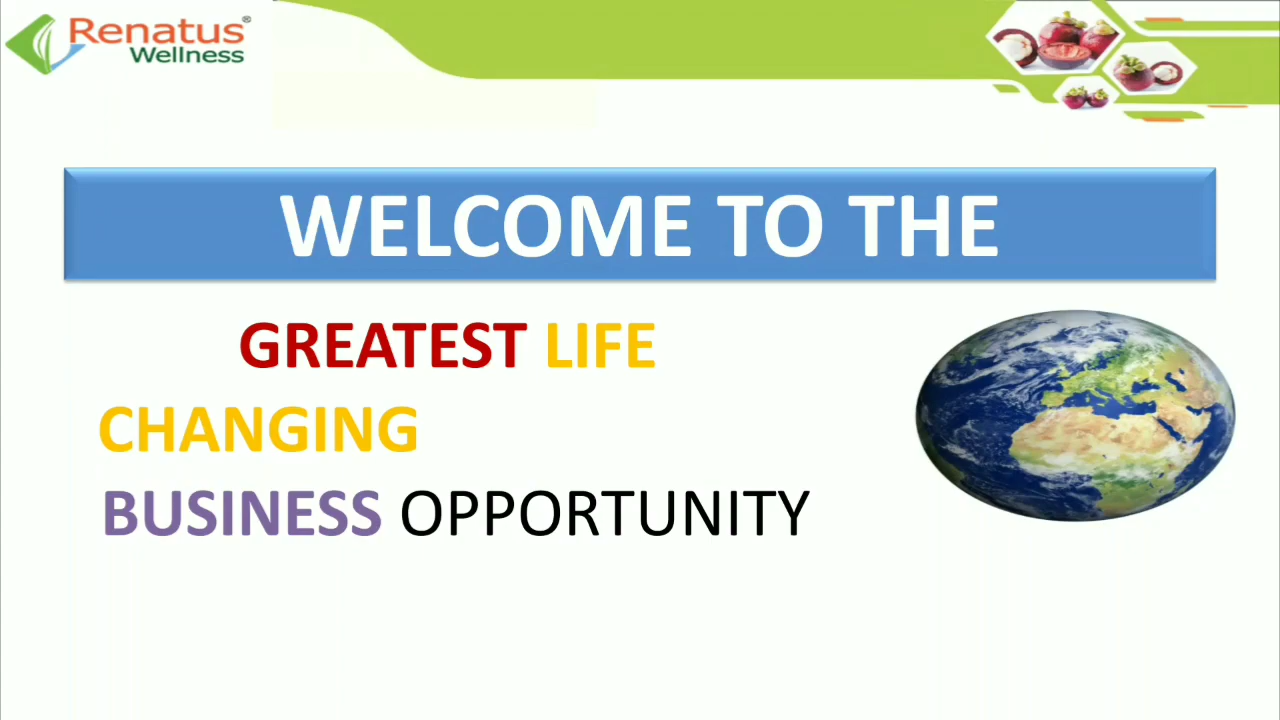 Renatus®
Wellness
WELCOME TO THE
GREATEST LIFE
CHANGING
BUSINESS OPPORTUNITY